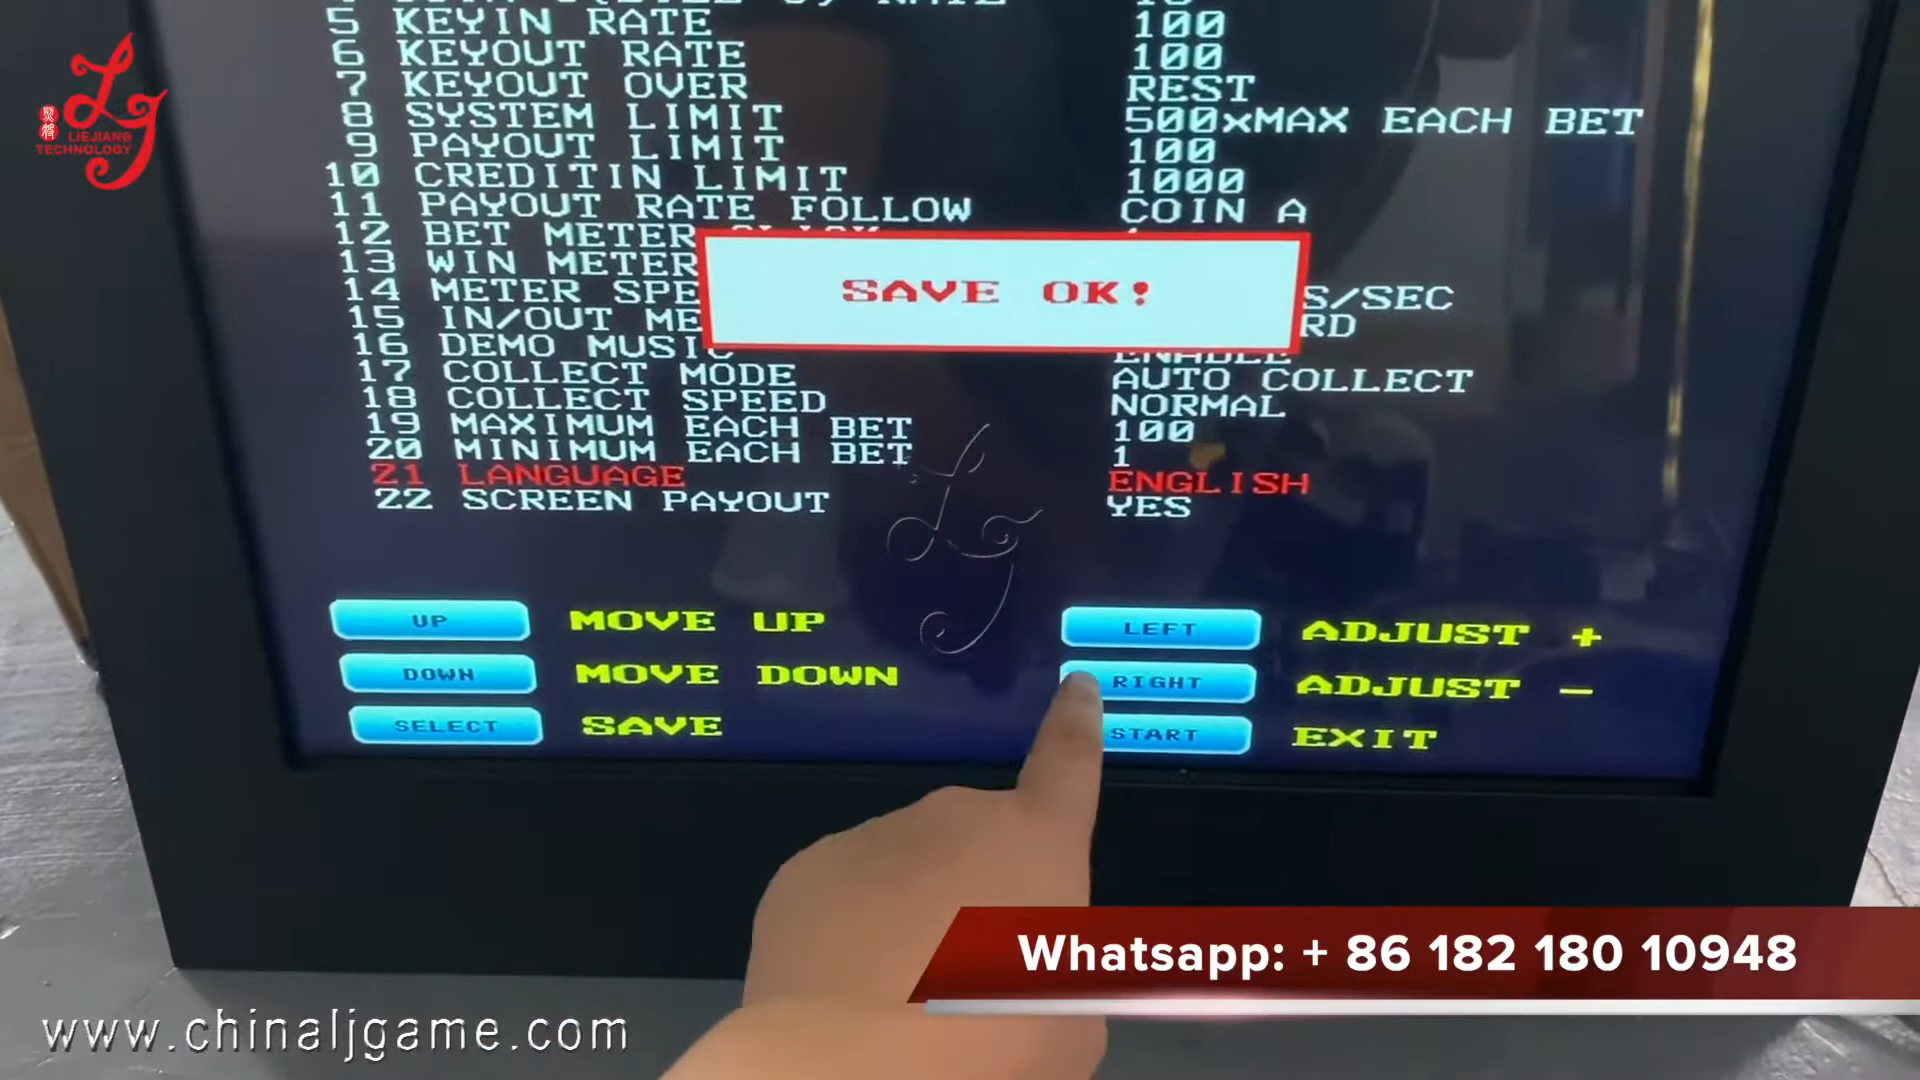 5 KEYIN RATE 100
6 KEYOUT RATE 100
7 KEYOUT OVER REST
8 SYSTEM LIMIT 500xMAX EACH BET
9 PAYOUT LIMIT 100
10 CREDITIN LIMIT 1000
11 PAYOUT RATE FOLLOW COIN A
12 BET METER
13 WIN METER
14 METER SPE S/SEC
15 IN/OUT ME RD
16 DEMO MUSIC ENABLE
17 COLLECT MODE AUTO COLLECT
18 COLLECT SPEED NORMAL
19 MAXIMUM EACH BET 100
20 MINIMUM EACH BET 1
21 LANGUAGE ENGLISH
22 SCREEN PAYOUT YES
SAVE OK!
UP MOVE UP LEFT ADJUST +
DOWN MOVE DOWN RIGHT ADJUST −
SELECT SAVE START EXIT
LIEJIANG
TECHNOLOGY
Whatsapp: + 86 182 180 10948
www.chinaljgame.com